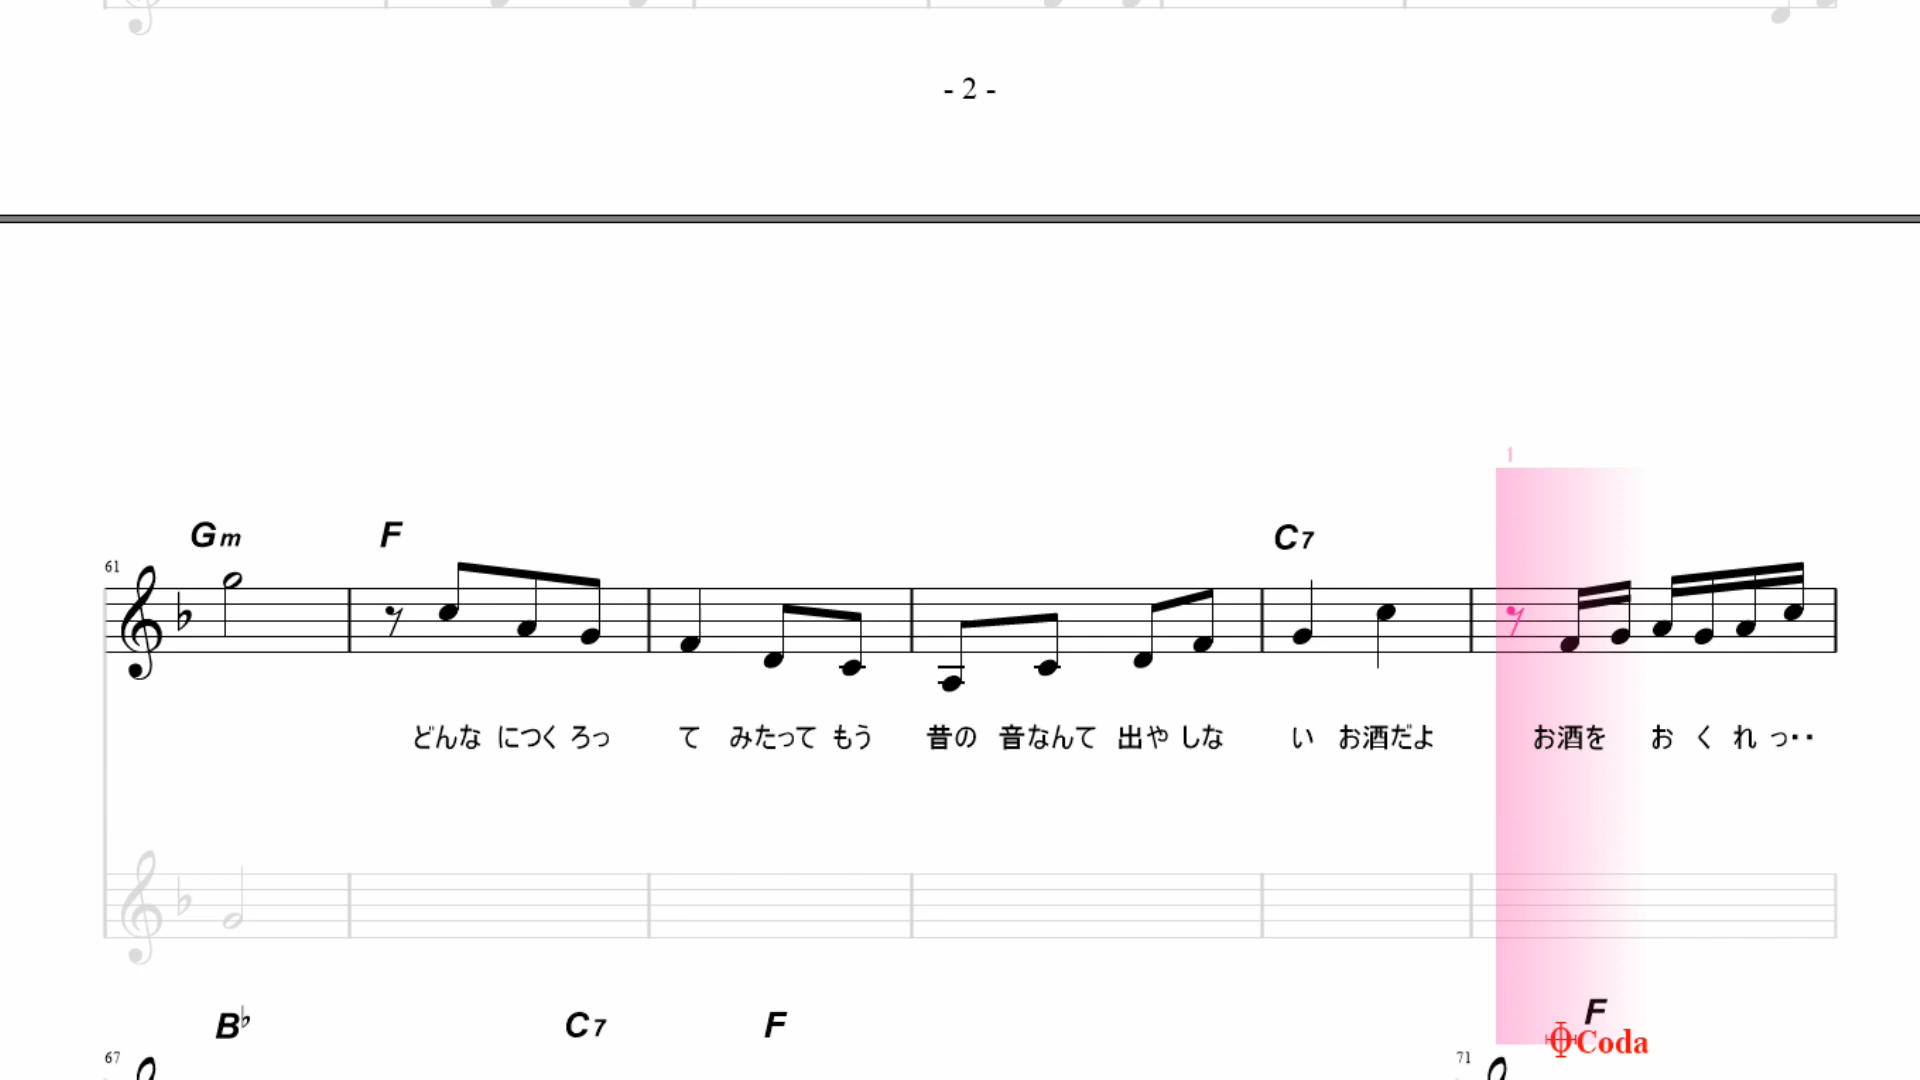 - 2 -
1
Gm F C7
61
どんな につく ろっ て みたって もう 昔の 音なんて 出や しな い お酒だよ お酒を お く れ っ・・
B♭ C7 F F
Coda
67 71